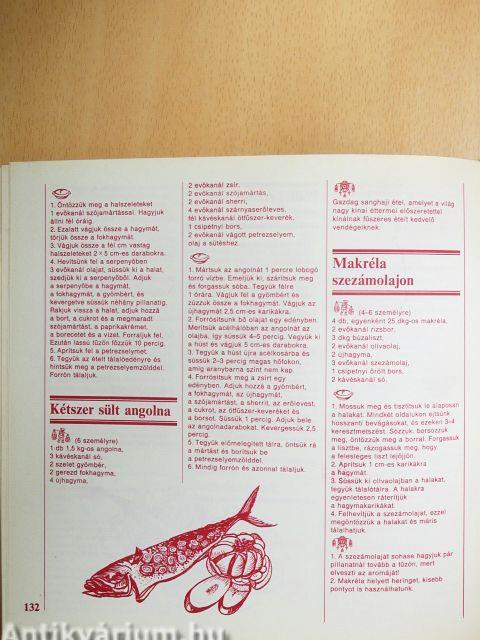 1. Öntözzük meg a halszeleteket
1 evőkanál szójamártással. Hagyjuk
állni fél óráig.
2. Ezalatt vágjuk össze a hagymát,
törjük össze a fokhagymát.
3. Vágjuk össze a fél cm vastag
halszeleteket 2 × 5 cm-es darabokra.
4. Hevítsünk fel a serpenyőben
3 evőkanál olajat, süssük ki a halat,
szedjük ki a serpenyőből. Adjuk
a serpenyőbe a hagymát,
a fokhagymát, a gyömbért, és
kevergetve süssük néhány pillanatig.
Rakjuk vissza a halat, adjuk hozzá
a bort, a cukrot és a megmaradt
szójamártást, a paprikakrémet.
a borecetet és a vizet. Forraljuk fel.
Ezután lassú tűzön főzzük 10 percig.
5. Aprítsuk fel a petrezselymet.
6. Tegyük az ételt tálalóedényre és
hintsük meg a petrezselyemzölddel.
Forrón tálaljuk.
Kétszer sült angolna
(6 személyre)
1 db 1,5 kg-os angolna,
3 kávéskanál só,
2 szelet gyömbér,
2 gerezd fokhagyma,
4 újhagyma,
2 evőkanál zsír,
2 evőkanál szójamártás,
2 evőkanál sherri,
4 evőkanál szárnyaserőleves,
fél kávéskanál ötfűszer-keverék,
1 csipetnyi bors,
2 evőkanál vágott petrezselyem,
olaj a sütéshez.
1. Mártsuk az angolnát 1 percre lobogó
forró vízbe. Emeljük ki, szárítsuk meg
és forgassuk sóba. Tegyük félre
1 órára. Vágjuk fel a gyömbért és
zúzzuk össze a fokhagymát. Vágjuk az
újhagymát 2,5 cm-es karikákra.
2. Forrósítsunk bő olajat egy edényben.
Merítsük acélhálóban az angolnát az
olajba, így süssük 4–5 percig. Vegyük ki
a húst és vágjuk 5 cm-es darabokra.
3. Tegyük a húst újra acélkosárba és
süssük 2–3 percig magas hőfokon,
amíg aranybarna színt nem kap.
4. Forrósítsuk meg a zsírt egy
edényben. Adjuk hozzá a gyömbért,
a fokhagymát, az újhagymát,
a szójamártást, a sherrit, az erőlevest,
a cukrot, az ötfűszer-keveréket és
a borsot. Süssük 1 percig. Adjuk bele
az angolnadarabokat. Kevergessük 2,5
percig.
5. Tegyük előmelegített tálra, öntsük rá
a mártást és borítsuk be
a petrezselyemzölddel.
6. Mindig forrón és azonnal tálaljuk.
Gazdag sanghaji étel, amelyet a világ
nagy kínai éttermei előszeretettel
kínálnak fűszeres ételt kedvelő
vendégeiknek.
Makréla
szezámolajon
(4–6 személyre)
4 db, egyenként 25 dkg-os makréla,
2 evőkanál rizsbor,
3 dkg búzaliszt,
2 evőkanál olívaolaj,
2 újhagyma,
3 evőkanál szezámolaj,
1 csipetnyi őrölt bors,
2 kávéskanál só.
1. Mossuk meg és tisztítsuk le alaposan
a halakat. Mindkét oldalukon ejtsünk
hosszanti bevágásokat, és ezeken 3–4
keresztmetszést. Sózzuk, borsozzuk
meg, öntözzük meg a borral. Forgassuk
a lisztbe, rázogassuk meg, hogy
a felesleges liszt lejöjjön.
2. Aprítsuk 1 cm-es karikákra
a hagymát.
3. Süssük ki olívaolajban a halakat,
tegyük tálalótálra. A halakra
egyenletesen ráterítjük
a hagymakarikákat.
4. Felhevítjük a szezámolajat, ezzel
megöntözzük a halakat és máris
tálalhatjuk.
1. A szezámolajat sohase hagyjuk pár
pillanatnál tovább a tűzön, mert
elveszti az aromáját!
2. Makréla helyett heringet, kisebb
pontyot is használhatunk.
132
Antikvárium.hu